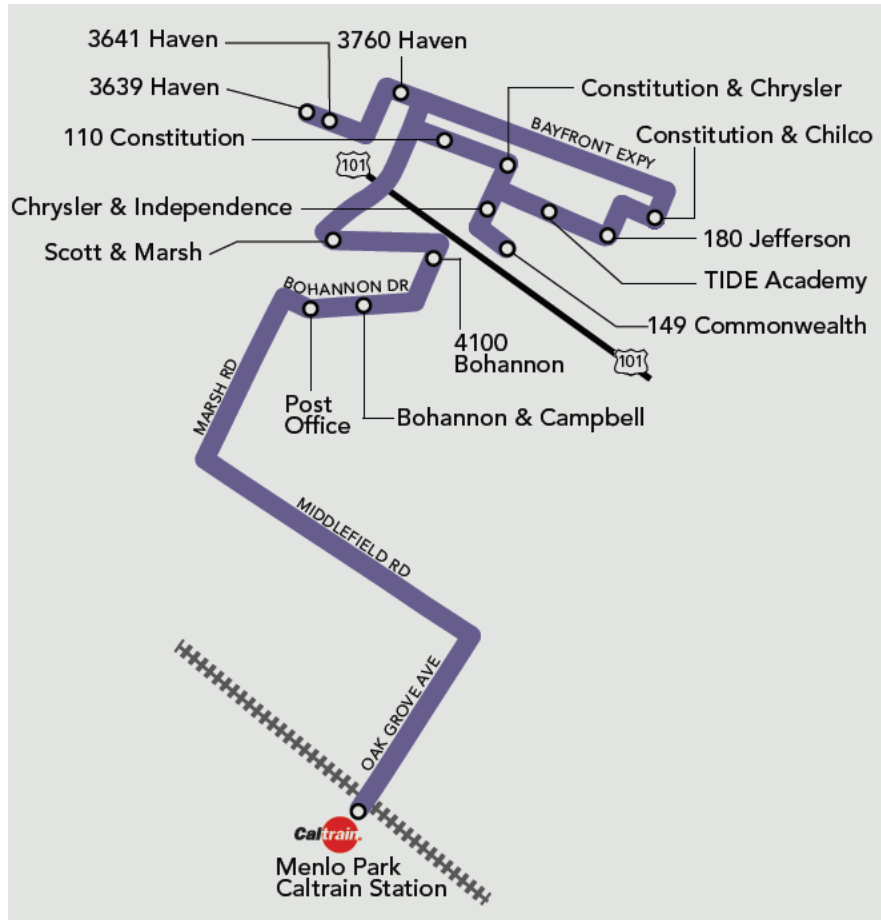 3641 Haven
3760 Haven
3639 Haven
Constitution & Chrysler
110 Constitution
BAYFRONT EXPY
Constitution & Chilco
101
Chrysler & Independence
180 Jefferson
Scott & Marsh
TIDE Academy
BOHANNON DR
149 Commonwealth
4100
Bohannon
101
MARSH RD
Post
Office
Bohannon & Campbell
MIDDLEFIELD RD
OAK GROVE AVE
Caltrain
Menlo Park
Caltrain Station